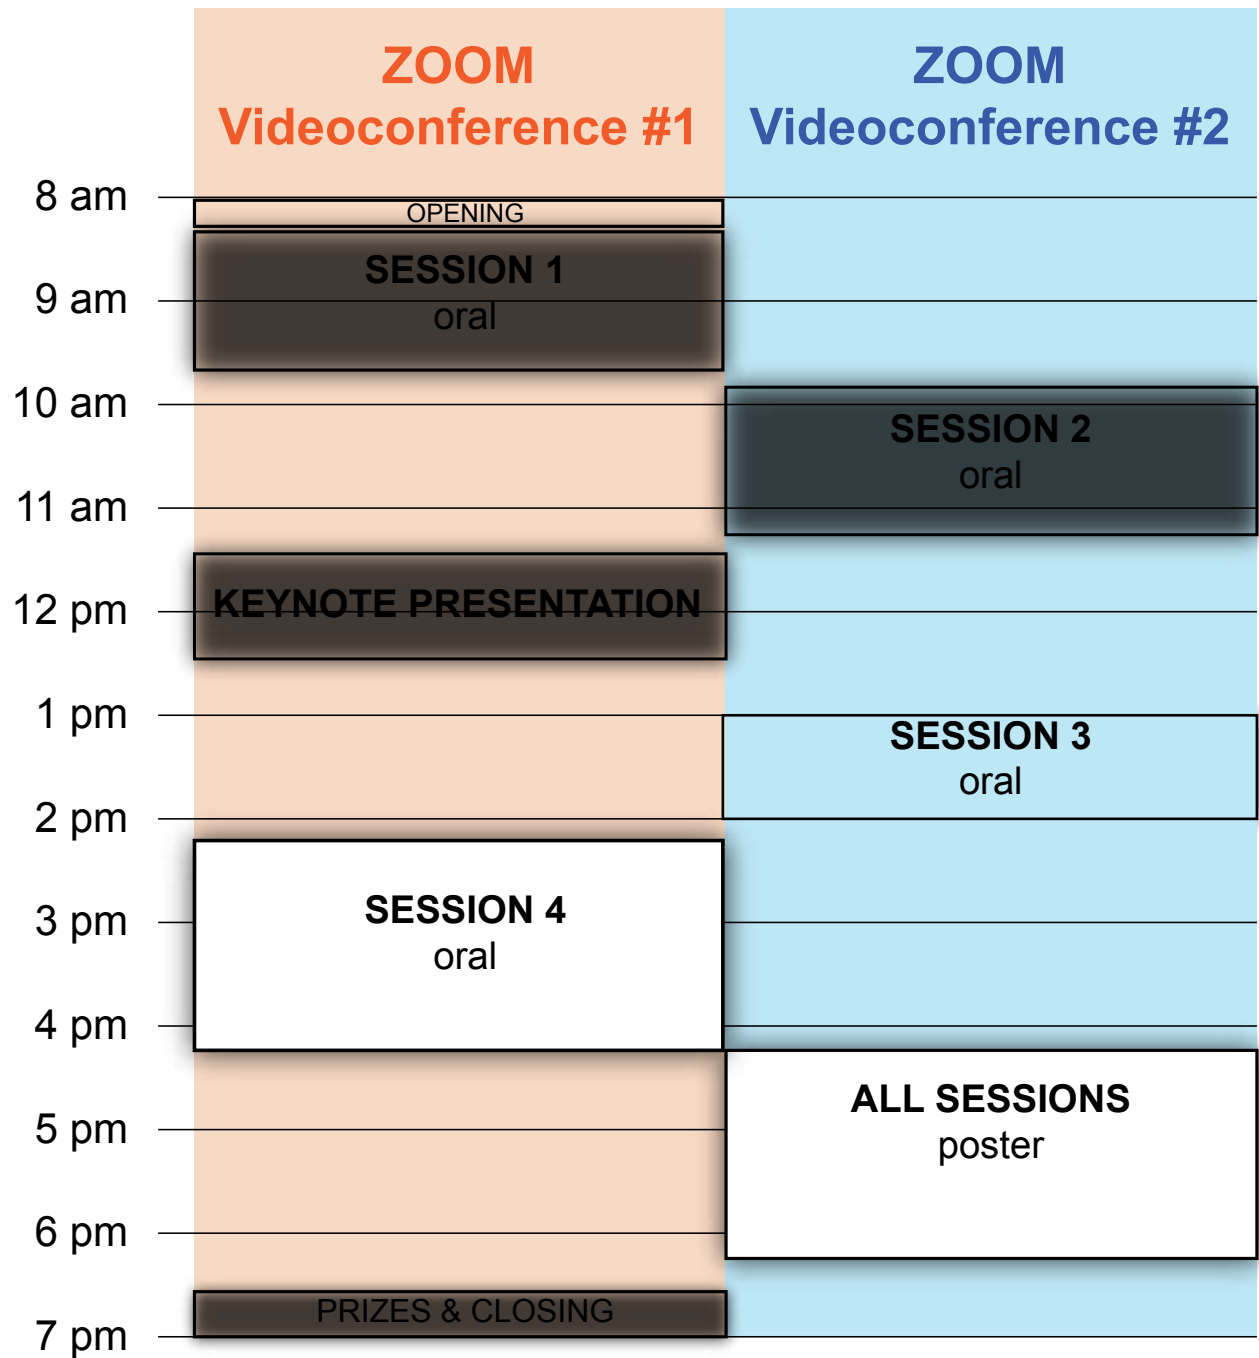 ZOOM
Videoconference #1
ZOOM
Videoconference #2
8 am
OPENING
SESSION 1
9 am
oral
10 am
SESSION 2
oral
11 am
KEYNOTE PRESENTATION
12 pm
1 pm
SESSION 3
oral
2 pm
SESSION 4
3 pm
oral
4 pm
ALL SESSIONS
5 pm
poster
6 pm
PRIZES & CLOSING
7 pm